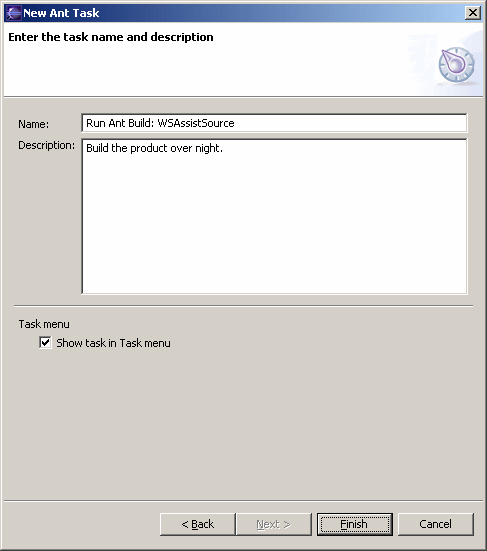 New Ant Task
Enter the task name and description
Name:
Run Ant Build: WSAssistSource
Description:
Build the product over night.
Task menu
Show task in Task menu
< Back
Next >
Finish
Cancel